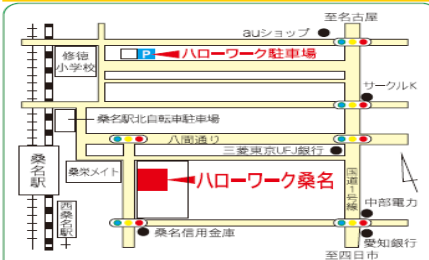 至名古屋
auショップ
P
ハローワーク駐車場
修徳
小学校
サークルK
桑名駅北自転車駐車場
八間通り
三菱東京UFJ銀行
桑名駅
桑栄メイト
ハローワーク桑名
国道1号線
西桑名駅
中部電力
桑名信用金庫
愛知銀行
至四日市